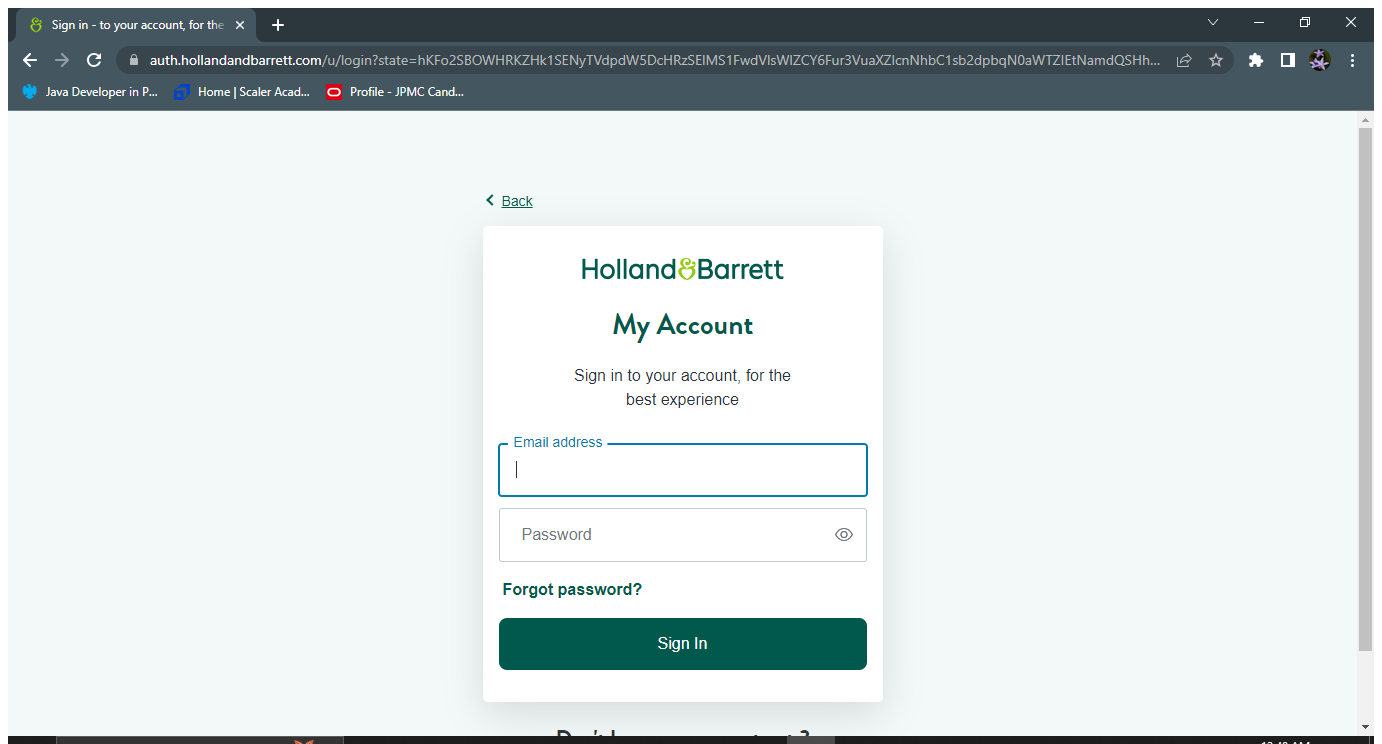 Sign in - to your account, for the
auth.hollandandbarrett.com/u/login?state=hKFo2SBOWHRKZHk1SENyTVdpdW5DcHRzSElMS1FwdVlsWlZCY6Fur3VuaXZlcnNhbC1sb2dpbqN0aWTZIEtNamdQSHh...
Java Developer in P...
Home | Scaler Acad...
Profile - JPMC Cand...
Back
Holland&Barrett
My Account
Sign in to your account, for the
best experience
Email address
Password
Forgot password?
Sign In